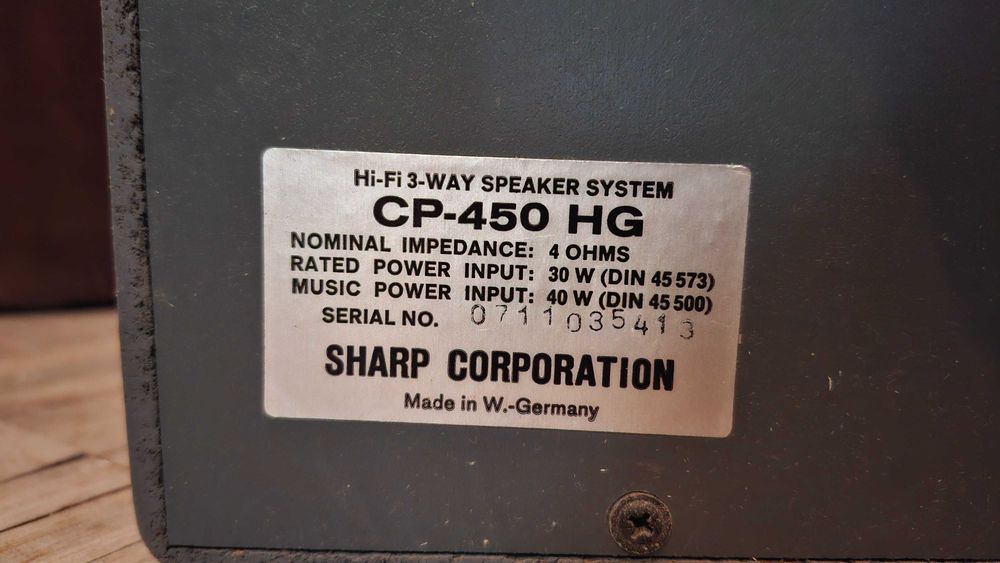 Hi-Fi 3-WAY SPEAKER SYSTEM
CP-450 HG
NOMINAL IMPEDANCE: 4 OHMS
RATED POWER INPUT: 30 W (DIN 45 573)
MUSIC POWER INPUT: 40 W (DIN 45 500)
SERIAL NO. 0711035413
SHARP CORPORATION
Made in W.-Germany